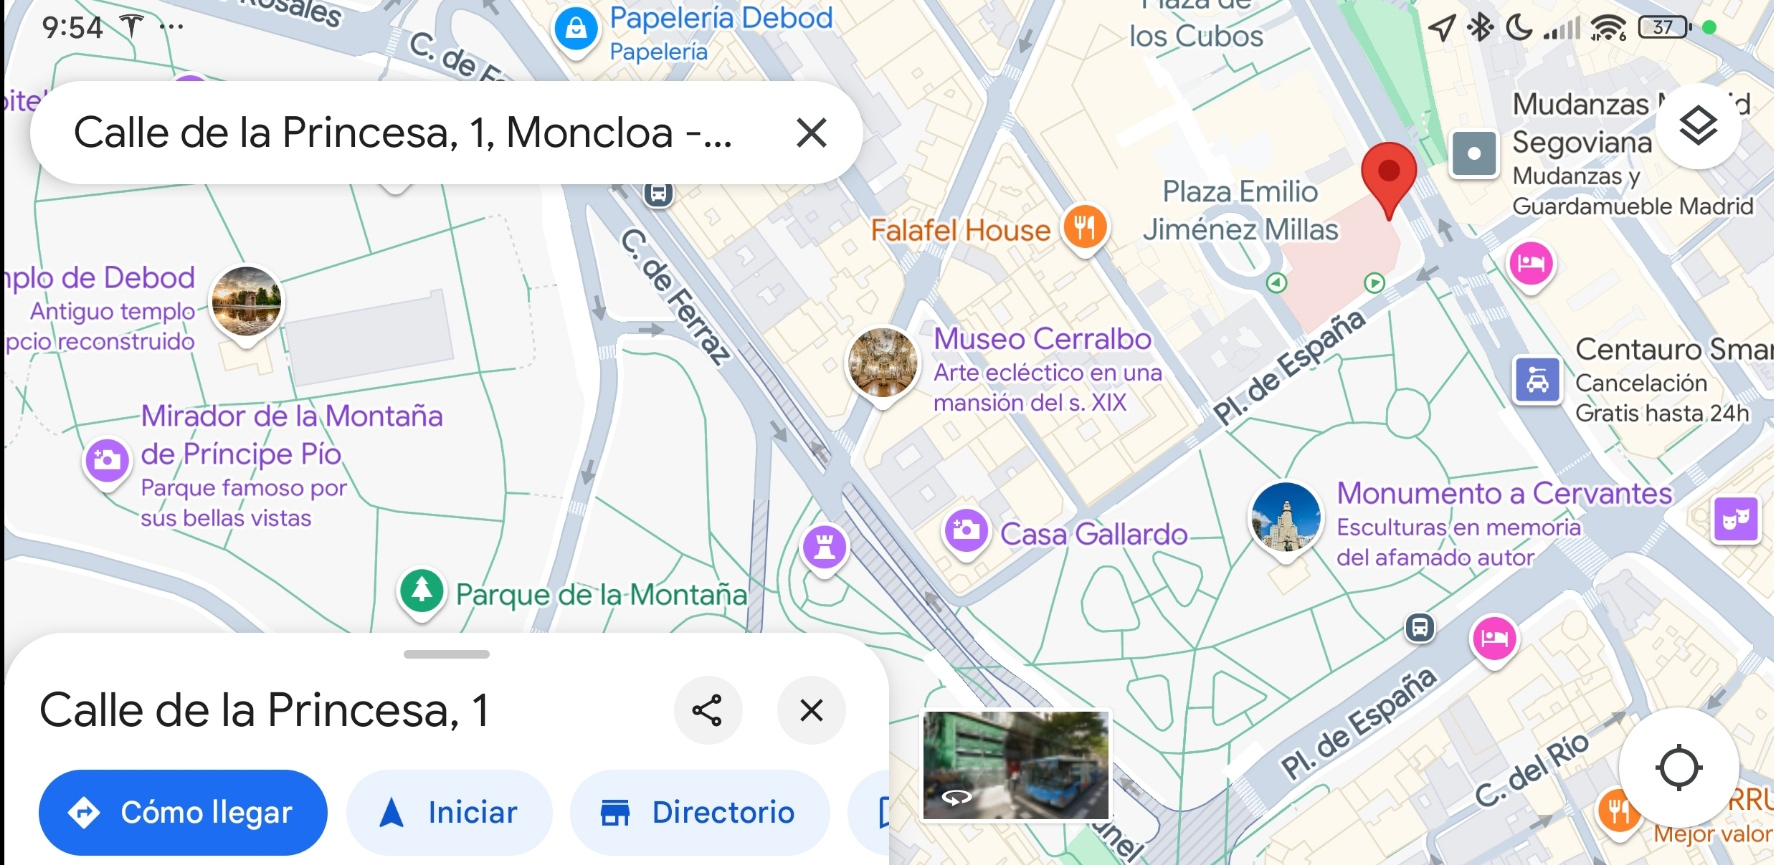 9:54
Rosales
C. de Fe
Papelería Debod
Papelería
Plaza de
los Cubos
37
Calle de la Princesa, 1, Moncloa -...
Mudanzas
Segoviana
Mudanzas y
Guardamueble Madrid
Plaza Emilio
Jiménez Millas
Falafel House
C. de Ferraz
mplo de Debod
Antiguo templo
pcio reconstruido
Museo Cerralbo
Arte ecléctico en una
mansión del s. XIX
Pl. de España
Centauro Smar
Cancelación
Gratis hasta 24h
Mirador de la Montaña
de Príncipe Pío
Parque famoso por
sus bellas vistas
Monumento a Cervantes
Esculturas en memoria
del afamado autor
Casa Gallardo
Parque de la Montaña
Pl. de España
C. del Río
Calle de la Princesa, 1
Cómo llegar
Iniciar
Directorio
Mejor valor